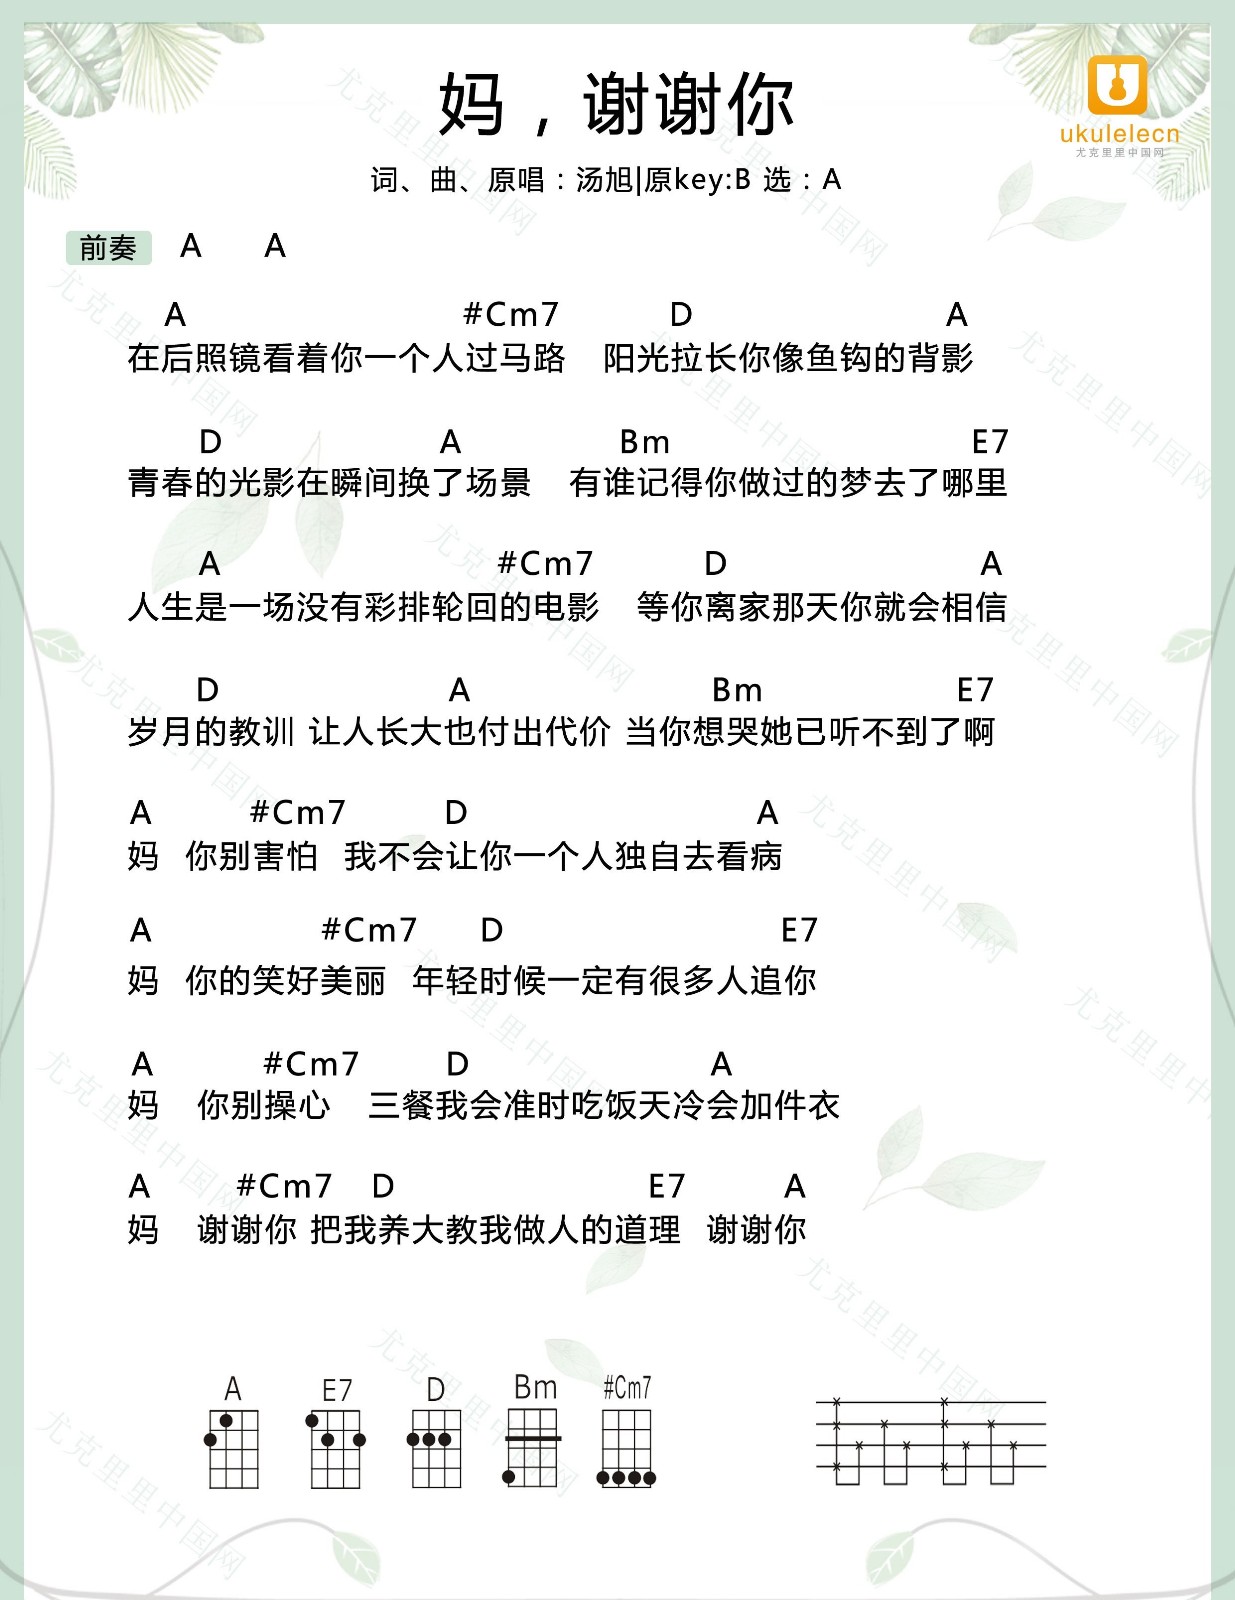 妈，谢谢你
ukulelecn
尤克里里中国网
词、曲、原唱：汤旭|原key:B 选：A
前奏 A A
A #Cm7 D A
在后照镜看着你一个人过马路 阳光拉长你像鱼钩的背影
D A Bm E7
青春的光影在瞬间换了场景 有谁记得你做过的梦去了哪里
A #Cm7 D A
人生是一场没有彩排轮回的电影 等你离家那天你就会相信
D A Bm E7
岁月的教训 让人长大也付出代价 当你想哭她已听不到了啊
A #Cm7 D A
妈 你别害怕 我不会让你一个人独自去看病
A #Cm7 D E7
妈 你的笑好美丽 年轻时候一定有很多人追你
A #Cm7 D A
妈 你别操心 三餐我会准时吃饭天冷会加件衣
A #Cm7 D E7 A
妈 谢谢你 把我养大教我做人的道理 谢谢你
A E7 D Bm #Cm7